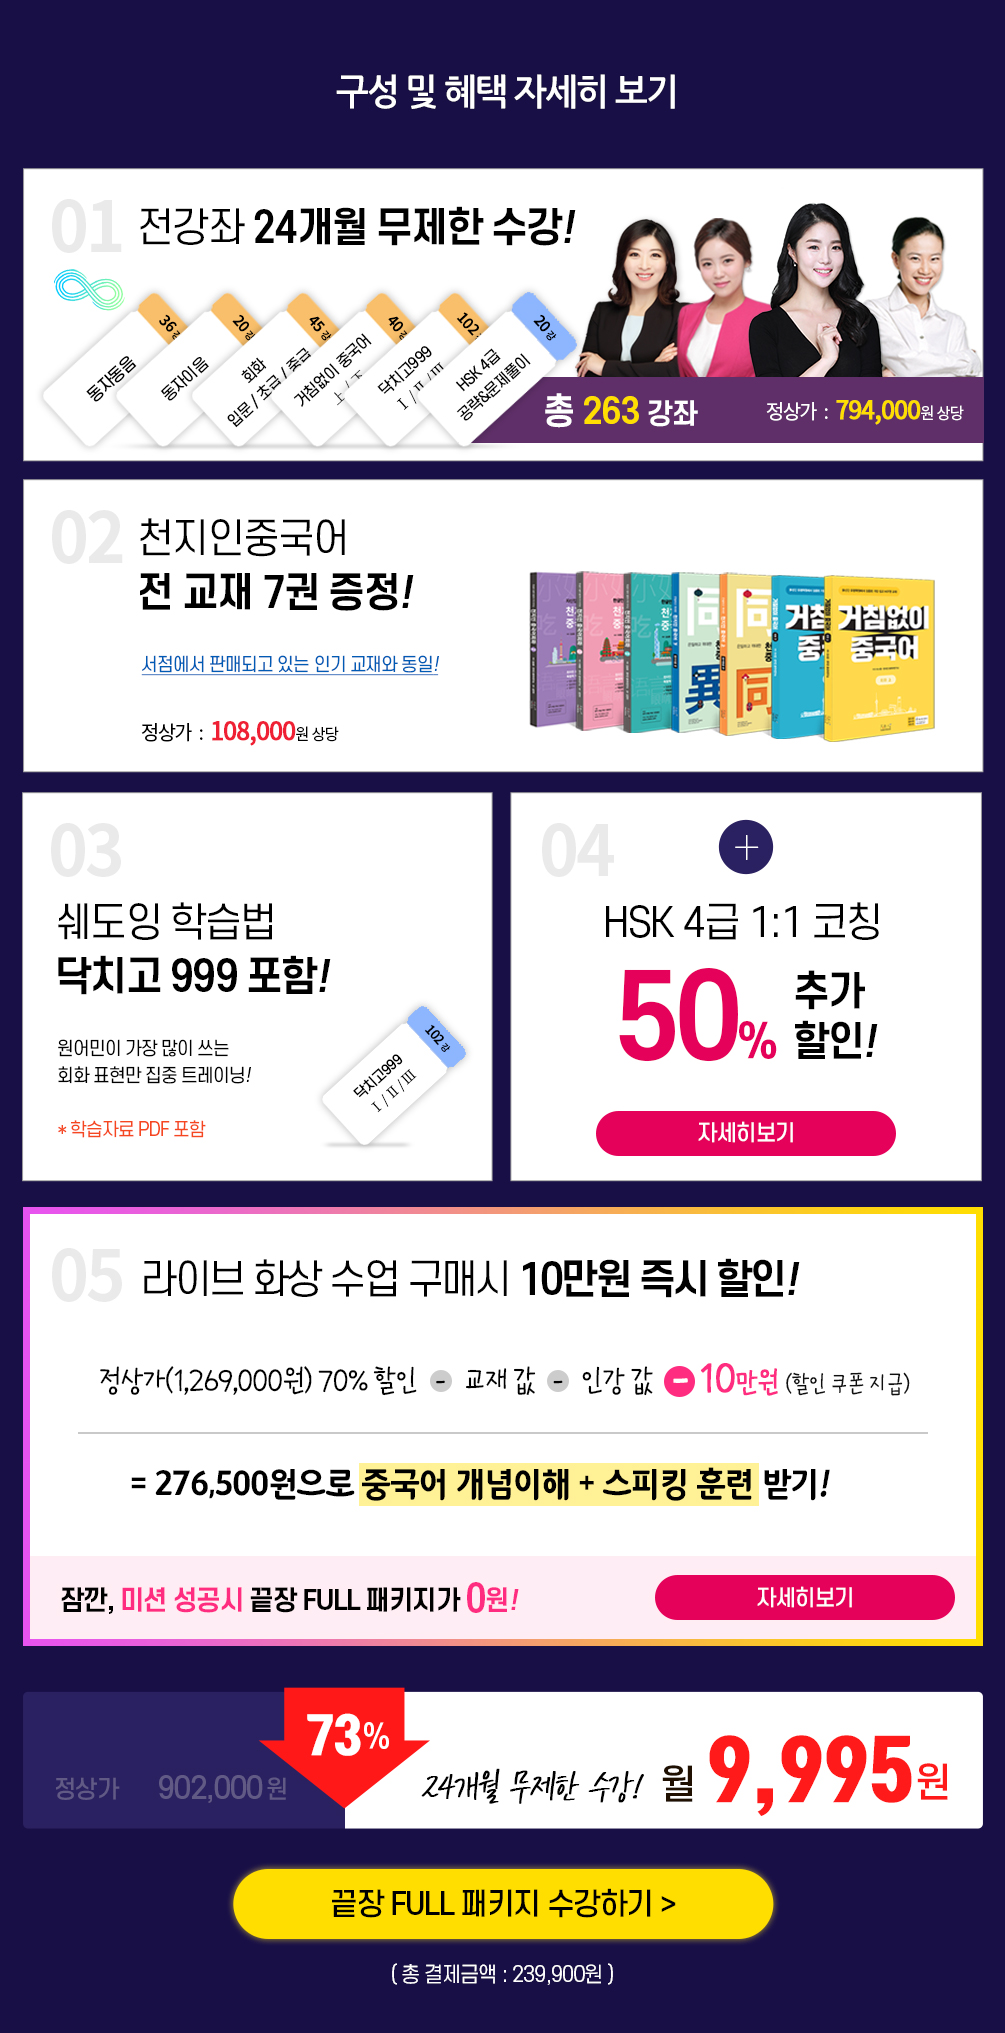 구성 및 혜택 자세히 보기
01 전강좌 24개월 무제한 수강!
36강
동자동음
20강
동자이음
45강
회화
입문 / 초급 / 중급
40강
거침없이 중국어
102
닥치고999
Ⅰ / Ⅱ / Ⅲ
20강
HSK 4급
공략&문제풀이
총 263 강좌
정상가 : 794,000원 상당
02 천지인중국어
전 교재 7권 증정!
서점에서 판매되고 있는 인기 교재와 동일!
정상가 : 108,000원 상당
同
異
同
거침없이
중국어
03
쉐도잉 학습법
닥치고 999 포함!
원어민이 가장 많이 쓰는
회화 표현만 집중 트레이닝!
* 학습자료 PDF 포함
102강
닥치고999
Ⅰ / Ⅱ / Ⅲ
04
+
HSK 4급 1:1 코칭
50% 추가
할인!
자세히보기
05 라이브 화상 수업 구매시 10만원 즉시 할인!
정상가(1,269,000원) 70% 할인 - 교재 값 - 인강 값 - 10만원 (할인 쿠폰 지급)
= 276,500원으로 중국어 개념이해 + 스피킹 훈련 받기!
잠깐, 미션 성공시 끝장 FULL 패키지가 0원!
자세히보기
정상가 902,000원
73%
24개월 무제한 수강! 월 9,995원
끝장 FULL 패키지 수강하기 >
( 총 결제금액 : 239,900원 )